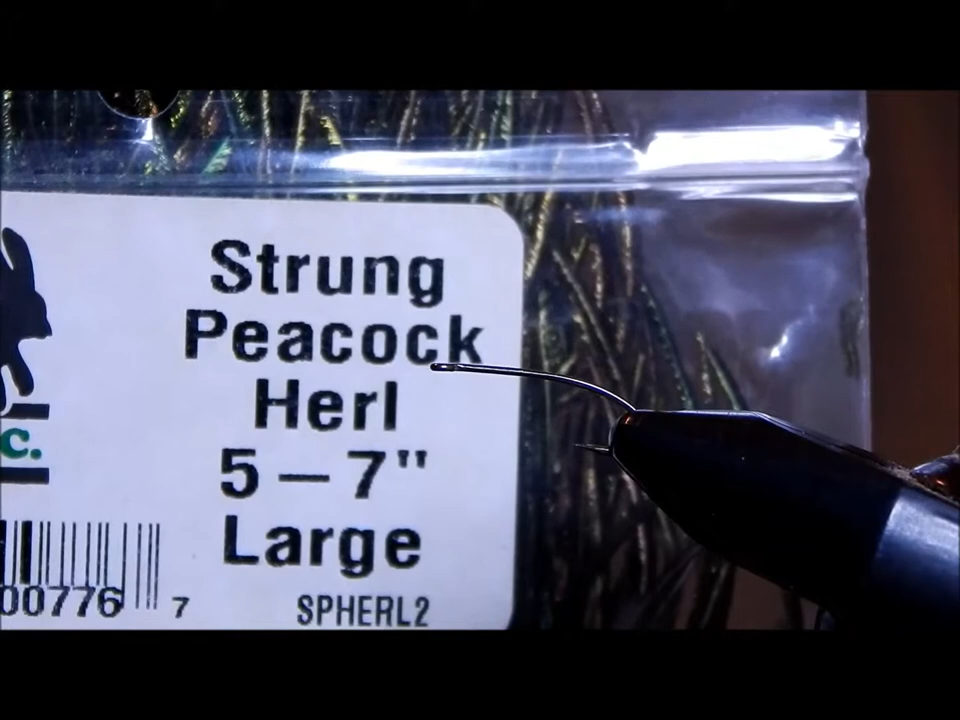 Strung
Peacock
Herl
5 – 7"
Large
c.
00776 7
SPHERL2